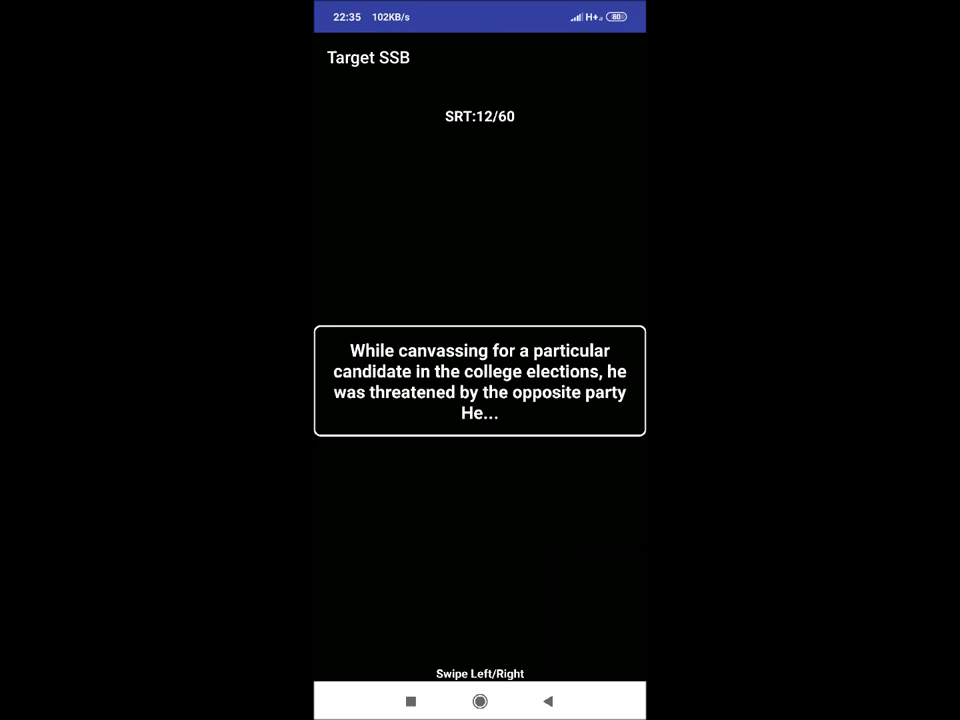 22:35 102KB/s H+ 80
Target SSB
SRT:12/60
While canvassing for a particular
candidate in the college elections, he
was threatened by the opposite party
He...
Swipe Left/Right